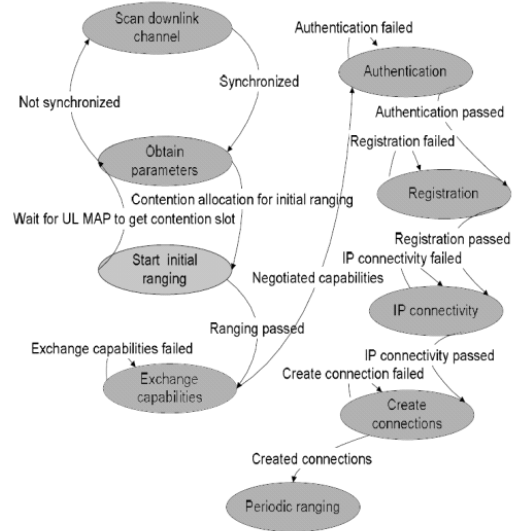 Scan downlink
channel
Not synchronized
Synchronized
Obtain
parameters
Contention allocation for initial ranging
Wait for UL MAP to get contention slot
Start initial
ranging
Ranging passed
Exchange capabilities failed
Exchange
capabilities
Negotiated capabilities
Authentication failed
Authentication
Authentication passed
Registration failed
Registration
Registration passed
IP connectivity failed
IP connectivity
IP connectivity passed
Create connection failed
Create
connections
Created connections
Periodic ranging